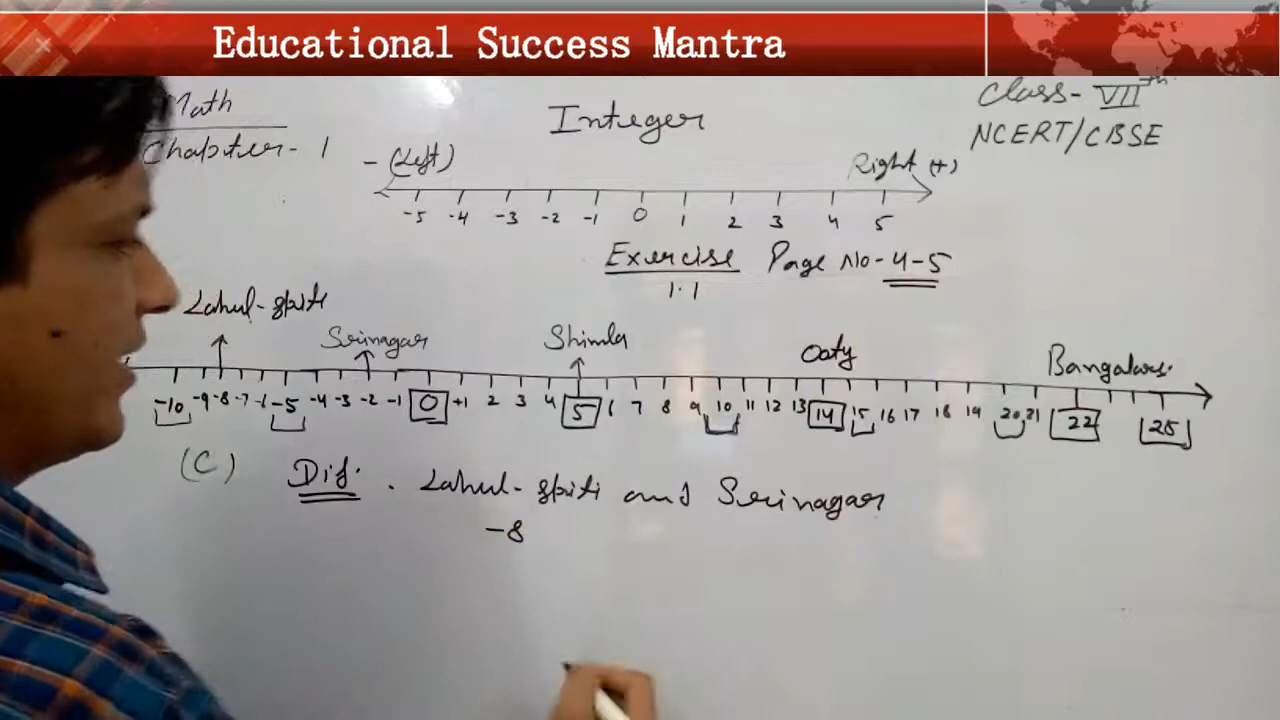 Educational Success Mantra
Math
Chapter - 1
Integer
Class - VIIth
NCERT/CBSE
- (Left)
Right (+)
-5 -4 -3 -2 -1 0 1 2 3 4 5
Exercise Page No - 4-5
1.1
Lahul-spiti
Srinagar
Shimla
Ooty
Bangalore.
-10 -9 -8 -7 -6 -5 -4 -3 -2 -1 0 +1 2 3 4 5 6 7 8 9 10 11 12 13 14 15 16 17 18 19 20 21 22 25
(C) Dif. . Lahul-spiti and Srinagar
-8